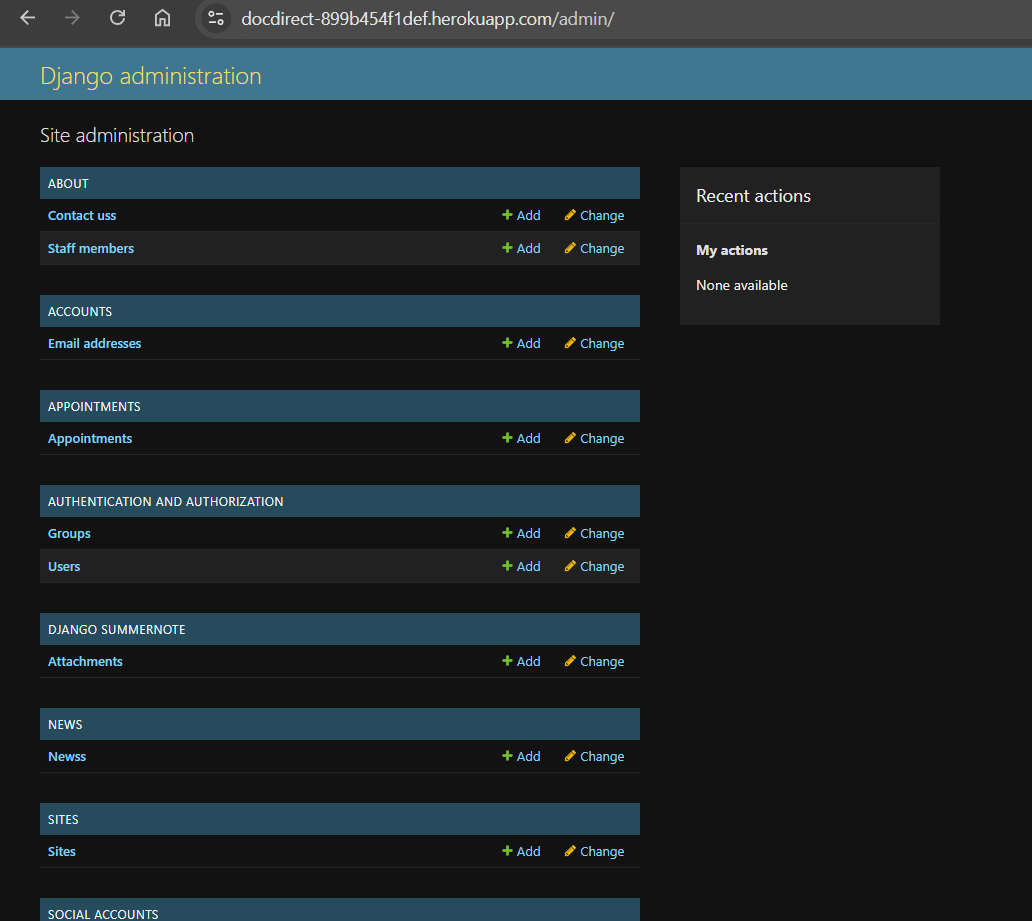 docdirect-899b454f1def.herokuapp.com/admin/
Django administration
Site administration
ABOUT
Contact uss Add Change
Staff members Add Change
ACCOUNTS
Email addresses Add Change
APPOINTMENTS
Appointments Add Change
AUTHENTICATION AND AUTHORIZATION
Groups Add Change
Users Add Change
DJANGO SUMMERNOTE
Attachments Add Change
NEWS
Newss Add Change
SITES
Sites Add Change
SOCIAL ACCOUNTS
Recent actions
My actions
None available